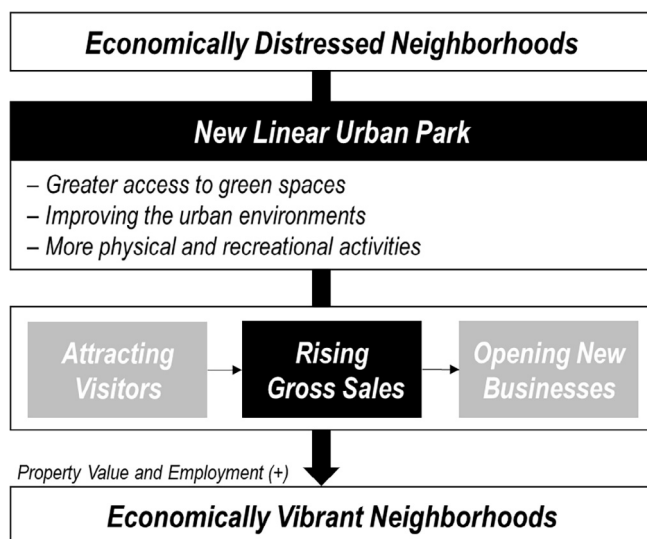 Economically Distressed Neighborhoods
New Linear Urban Park
– Greater access to green spaces
– Improving the urban environments
– More physical and recreational activities
Attracting
Visitors
Rising
Gross Sales
Opening New
Businesses
Property Value and Employment (+)
Economically Vibrant Neighborhoods